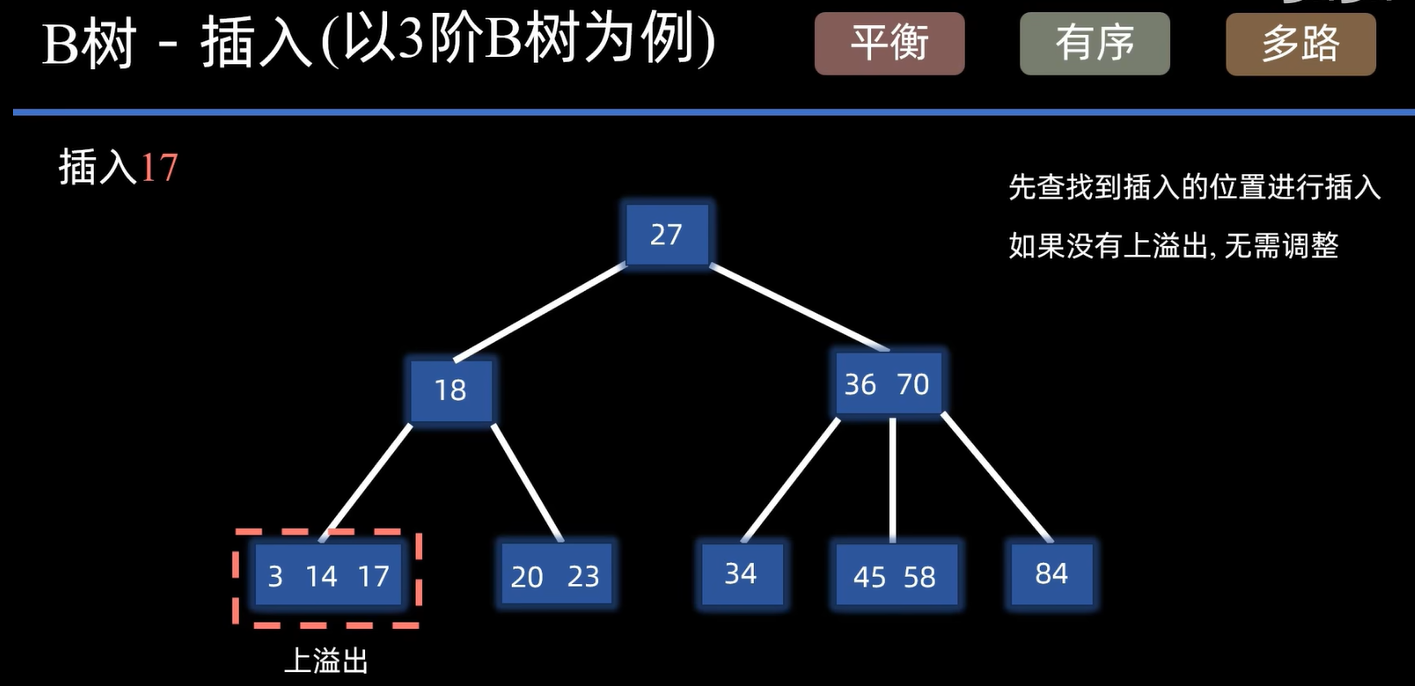 B树 - 插入(以3阶B树为例)
平衡
有序
多路
插入17
先查找到插入的位置进行插入
如果没有上溢出, 无需调整
27
18
36 70
3 14 17
20 23
34
45 58
84
上溢出